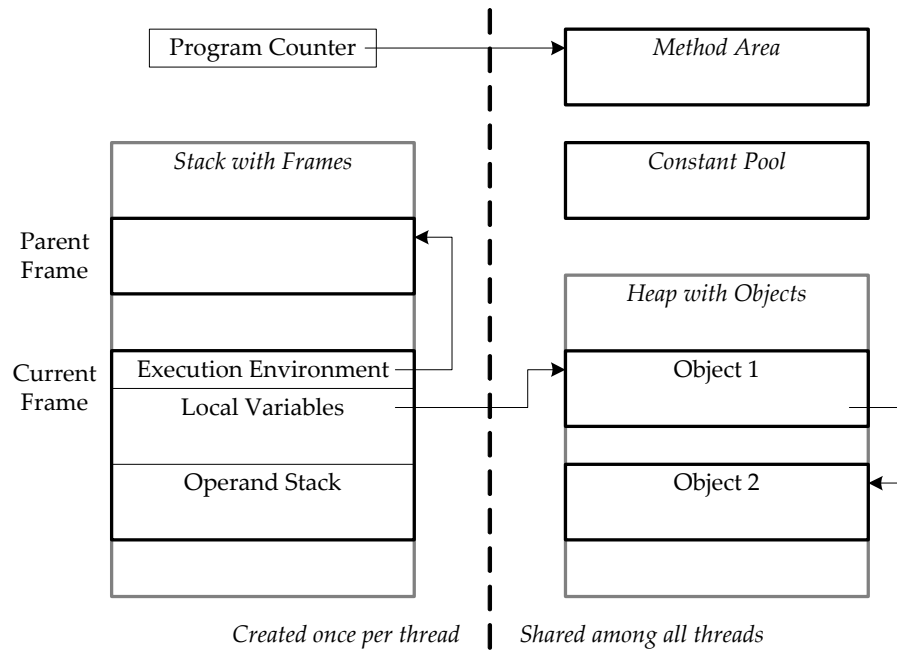 Program Counter
Method Area
Stack with Frames
Constant Pool
Parent
Frame
Heap with Objects
Current
Frame
Execution Environment
Object 1
Local Variables
Operand Stack
Object 2
Created once per thread
Shared among all threads